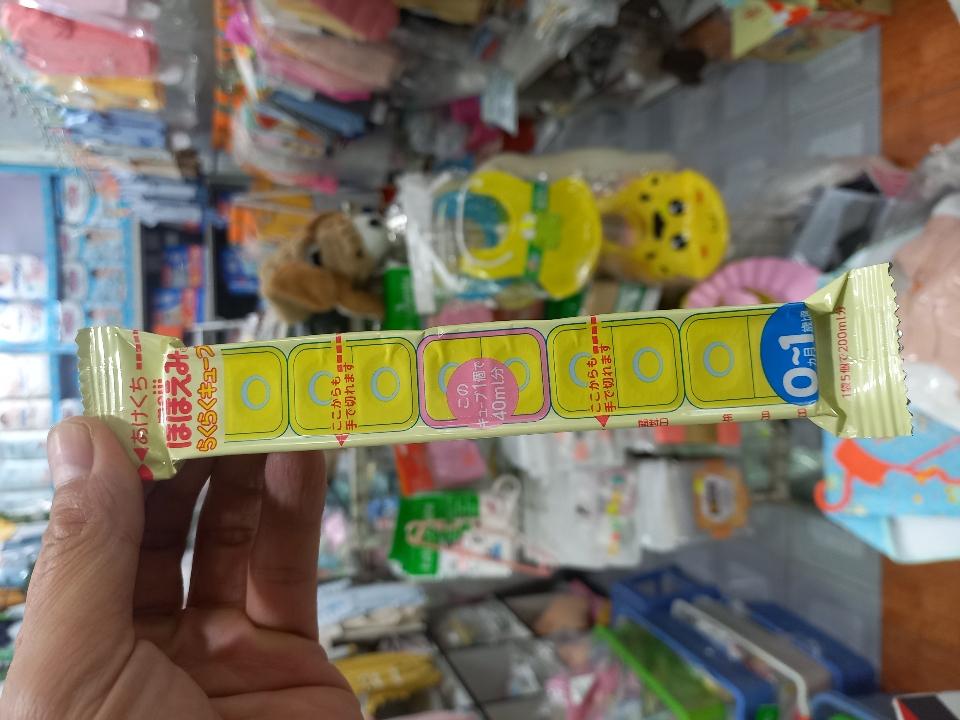 あけくち
ほほえみ
らくらくキューブ
ここからも
手で切れます
この
キューブ1個で
40ml分
ここからも
手で切れます
0~1
カ月
歳頃
1袋5個で200ml分